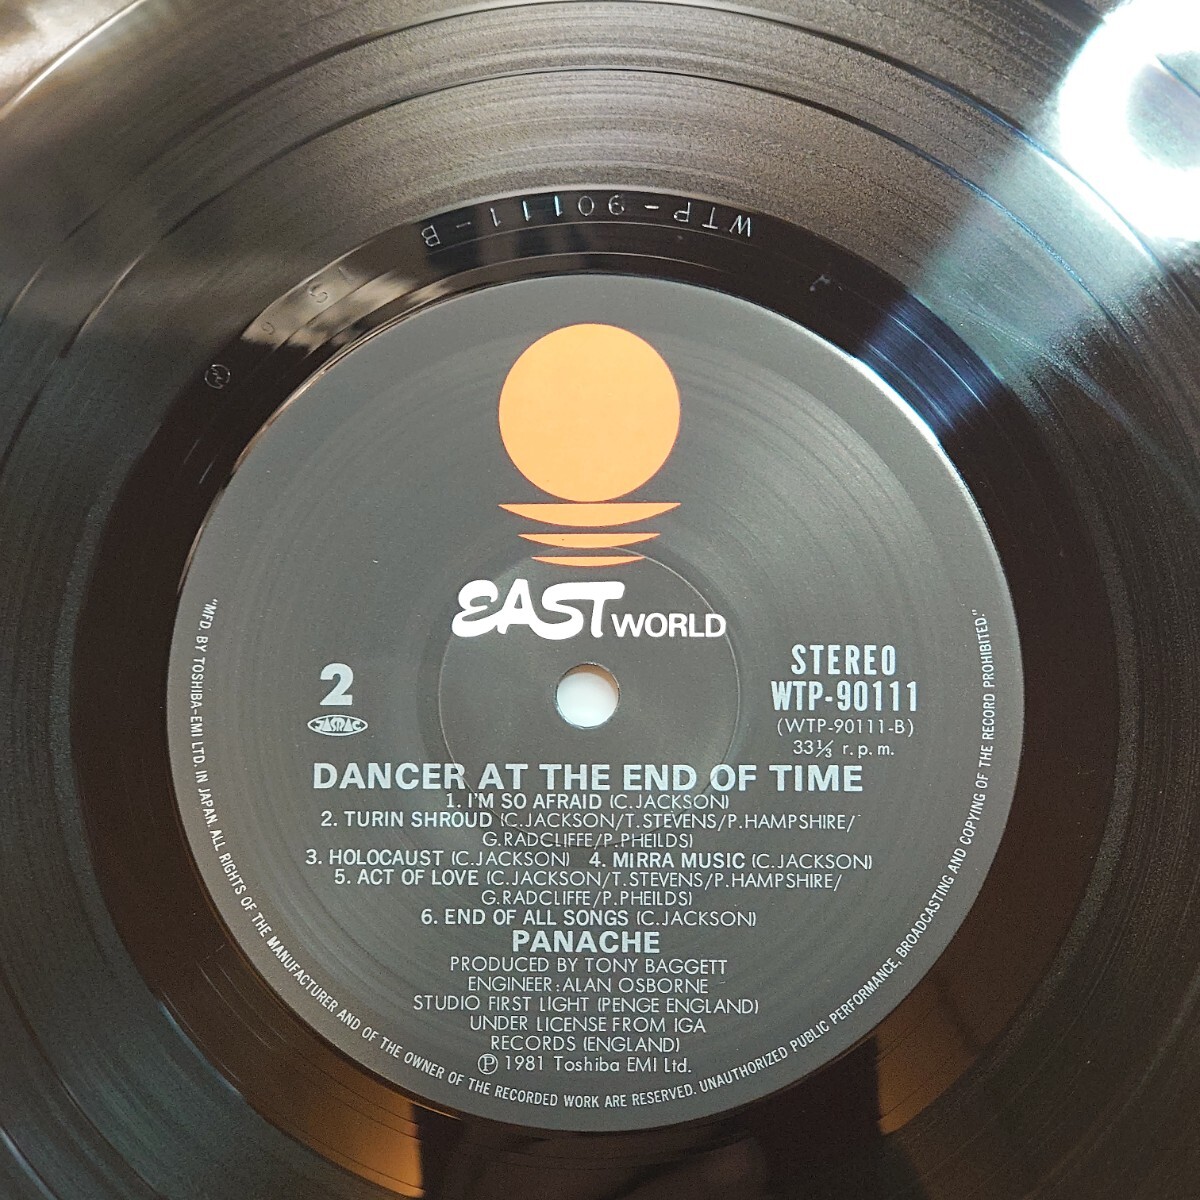 WTP-90111-B
EAST WORLD
2
JASRAC
STEREO
WTP-90111
(WTP-90111-B)
33⅓ r.p.m.
DANCER AT THE END OF TIME
1. I'M SO AFRAID (C.JACKSON)
2. TURIN SHROUD (C.JACKSON/T.STEVENS/P.HAMPSHIRE/
G.RADCLIFFE/P.PHEILDS)
3. HOLOCAUST (C.JACKSON) 4. MIRRA MUSIC (C.JACKSON)
5. ACT OF LOVE (C.JACKSON/T.STEVENS/P.HAMPSHIRE/
G.RADCLIFFE/P.PHEILDS)
6. END OF ALL SONGS (C.JACKSON)
PANACHE
PRODUCED BY TONY BAGGETT
ENGINEER:ALAN OSBORNE
STUDIO FIRST LIGHT (PENGE ENGLAND)
UNDER LICENSE FROM IGA
RECORDS (ENGLAND)
Ⓟ 1981 Toshiba EMI Ltd.
"MFD. BY TOSHIBA-EMI LTD. IN JAPAN. ALL RIGHTS OF THE MANUFACTURER AND OF THE OWNER OF THE RECORDED WORK ARE RESERVED. UNAUTHORIZED PUBLIC PERFORMANCE, BROADCASTING AND COPYING OF THE RECORD PROHIBITED."